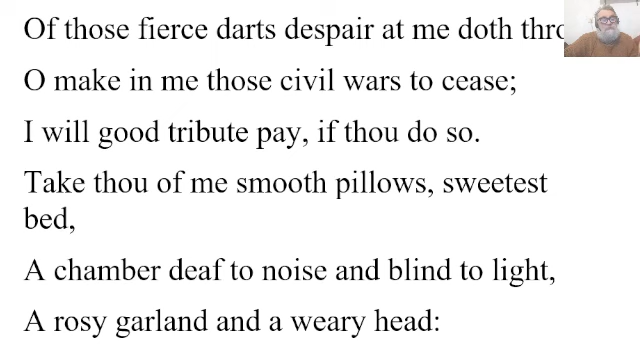 Of those fierce darts despair at me doth
O make in me those civil wars to cease;
I will good tribute pay, if thou do so.
Take thou of me smooth pillows, sweetest
bed,
A chamber deaf to noise and blind to light,
A rosy garland and a weary head: